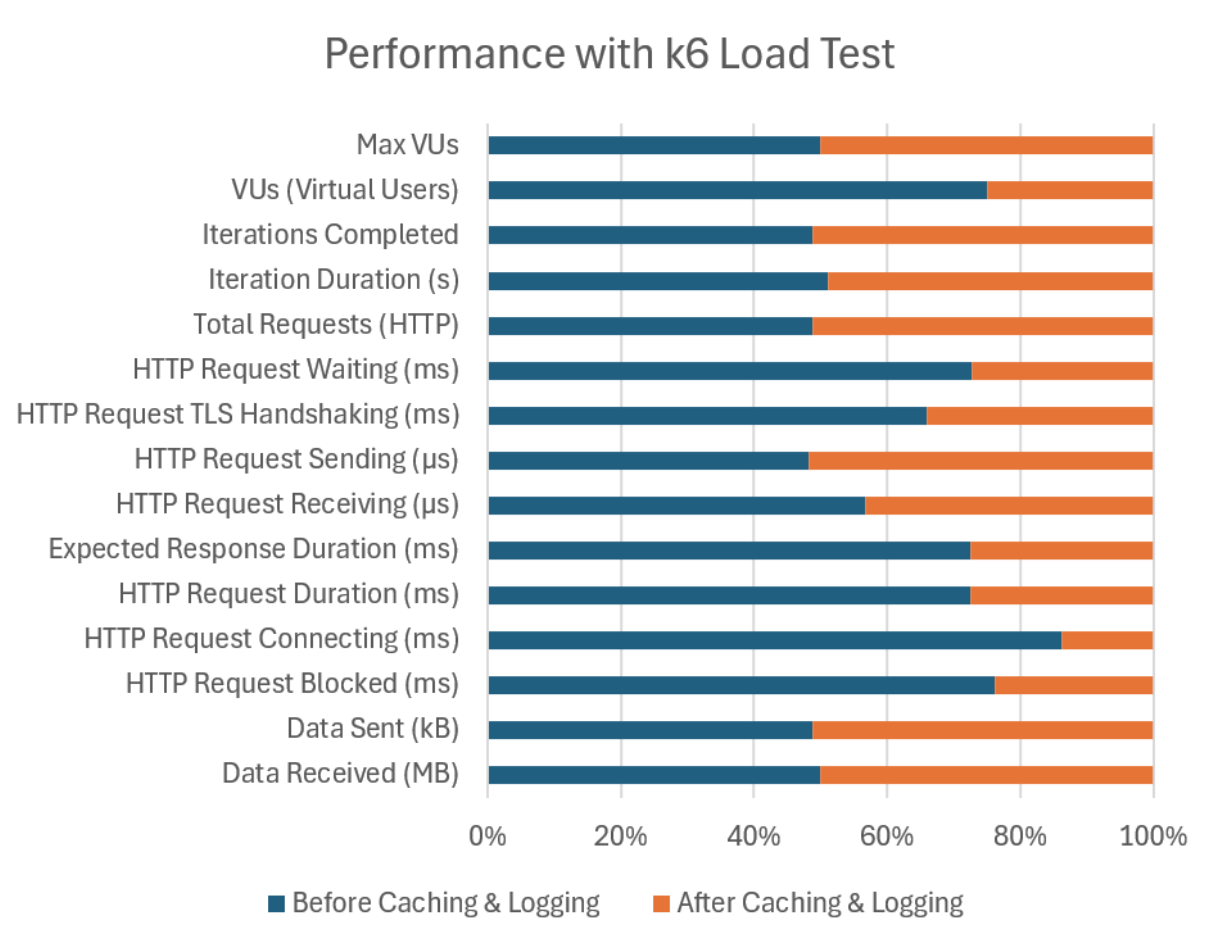 Performance with k6 Load Test
Max VUs
VUs (Virtual Users)
Iterations Completed
Iteration Duration (s)
Total Requests (HTTP)
HTTP Request Waiting (ms)
HTTP Request TLS Handshaking (ms)
HTTP Request Sending (µs)
HTTP Request Receiving (µs)
Expected Response Duration (ms)
HTTP Request Duration (ms)
HTTP Request Connecting (ms)
HTTP Request Blocked (ms)
Data Sent (kB)
Data Received (MB)
0% 20% 40% 60% 80% 100%
Before Caching & Logging After Caching & Logging